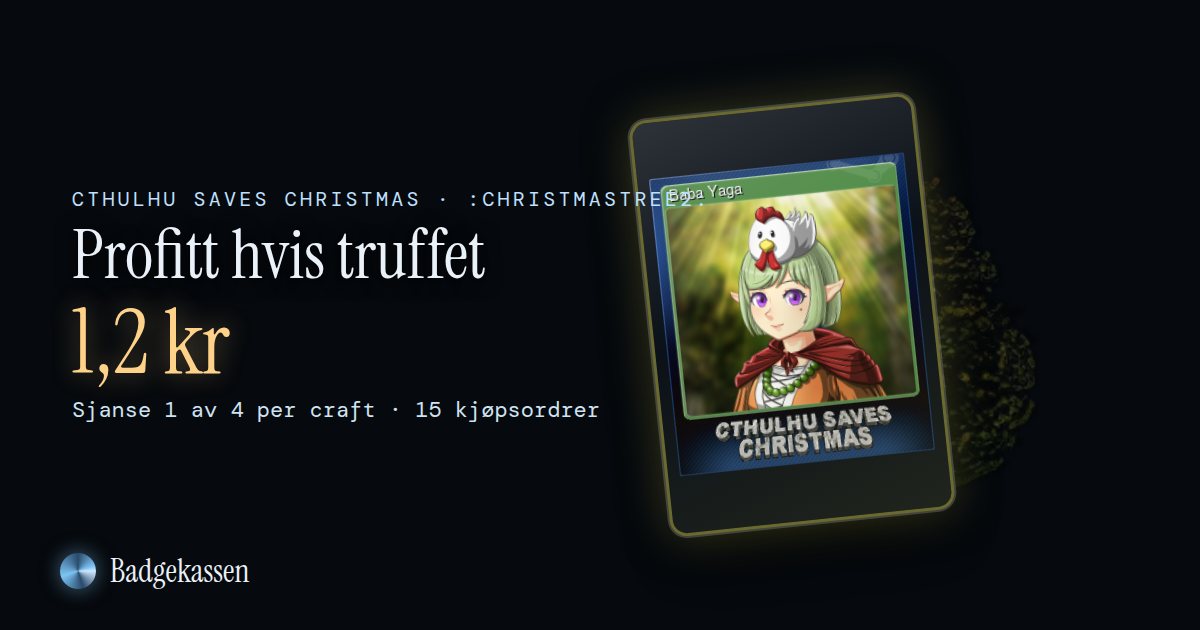 CTHULHU SAVES CHRISTMAS · :CHRISTMASTREE2:
Profitt hvis truffet
1,2 kr
Sjanse 1 av 4 per craft · 15 kjøpsordrer
Baba Yaga
CTHULHU SAVES
CHRISTMAS
Badgekassen